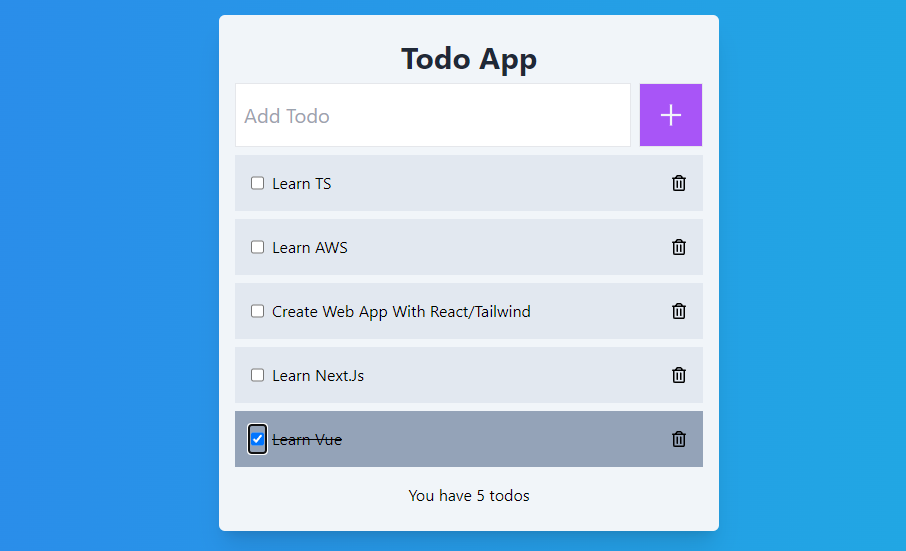 Todo App
Add Todo
Learn TS
Learn AWS
Create Web App With React/Tailwind
Learn Next.Js
Learn Vue
You have 5 todos